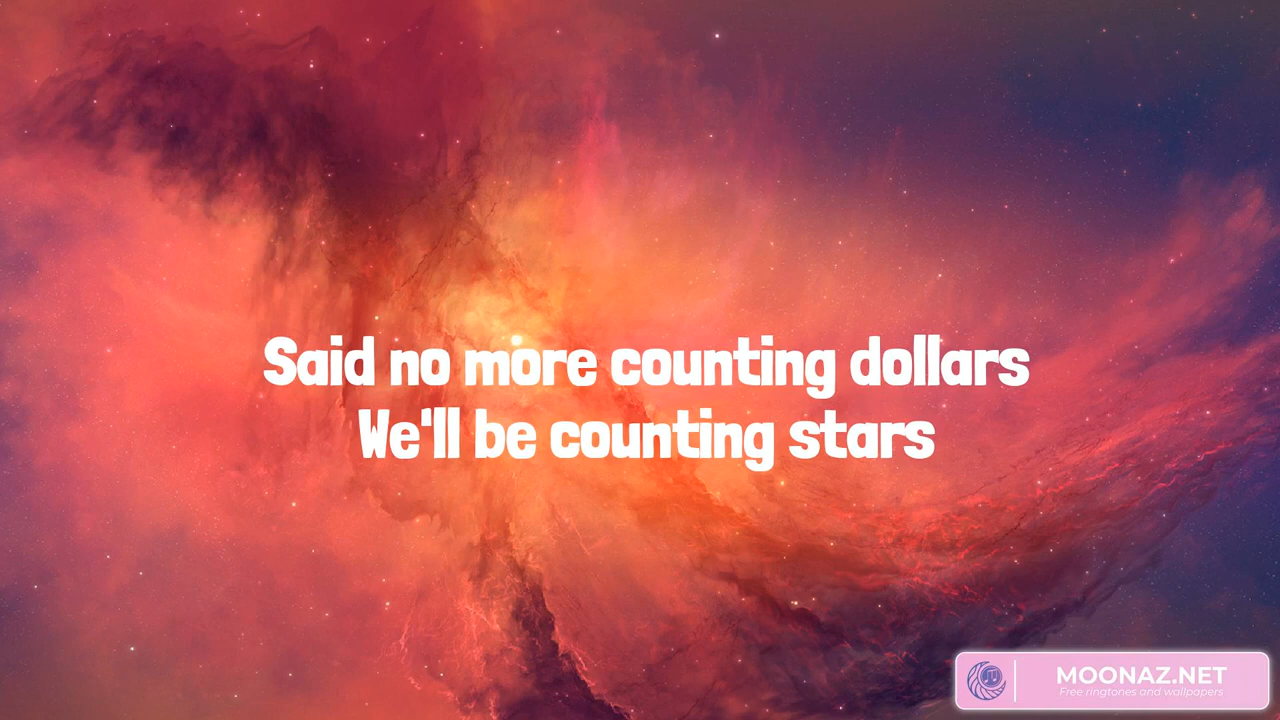 Said no more counting dollars
We'll be counting stars
MOONAZ.NET
Free ringtones and wallpapers